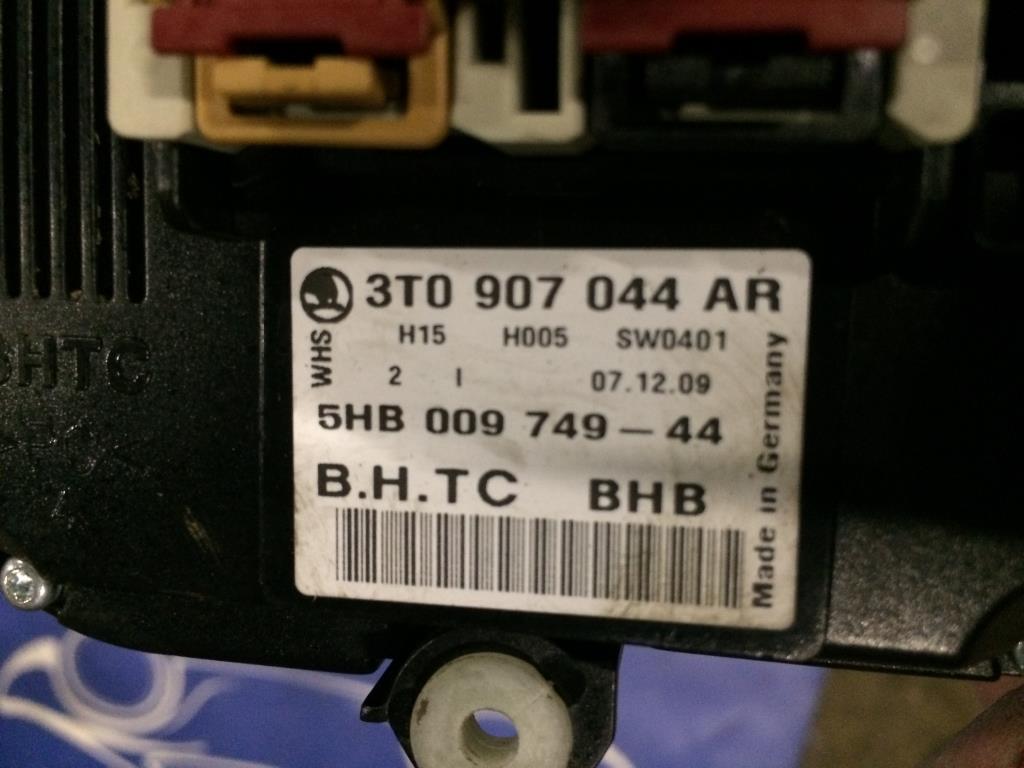 3T0 907 044 AR
H15 H005 SW0401
WHS
2 I 07.12.09
5HB 009 749-44
B.H.TC BHB
Made in Germany
BHTC